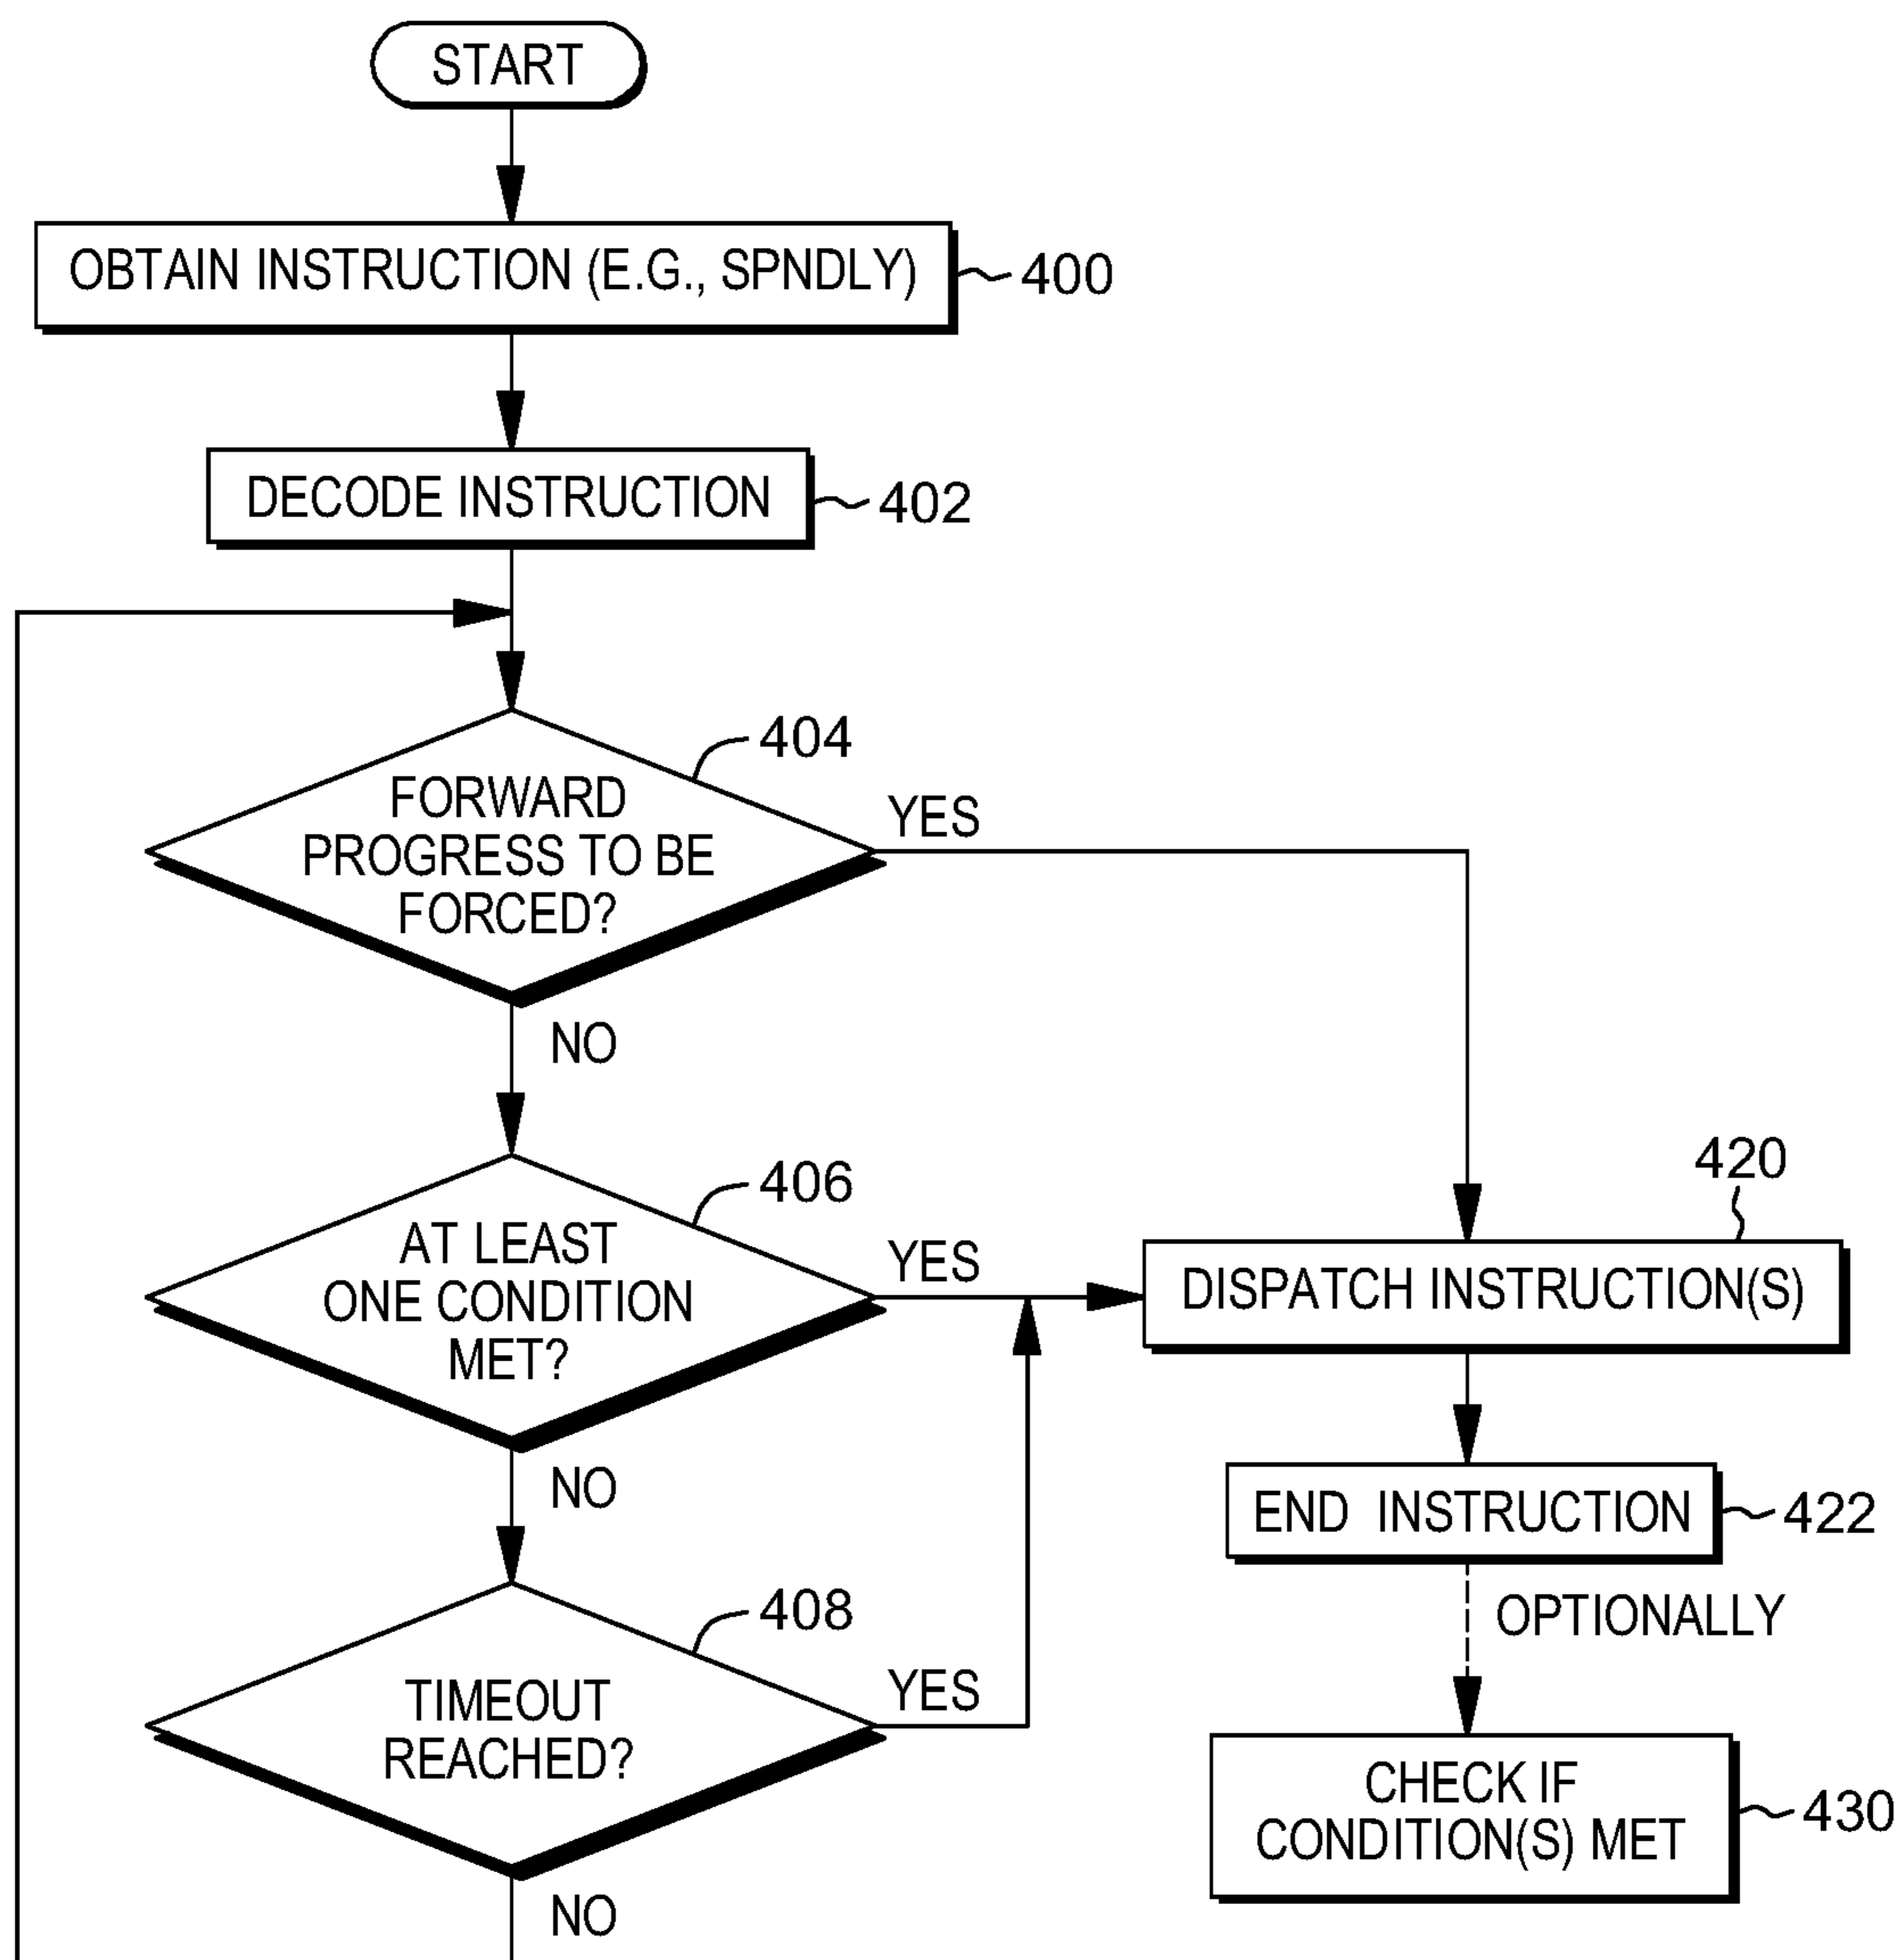 START
OBTAIN INSTRUCTION (E.G., SPNDLY)
400
DECODE INSTRUCTION
402
404
FORWARD
PROGRESS TO BE
FORCED?
YES
NO
406
AT LEAST
ONE CONDITION
MET?
YES
NO
408
TIMEOUT
REACHED?
YES
NO
420
DISPATCH INSTRUCTION(S)
END INSTRUCTION
422
OPTIONALLY
CHECK IF
CONDITION(S) MET
430